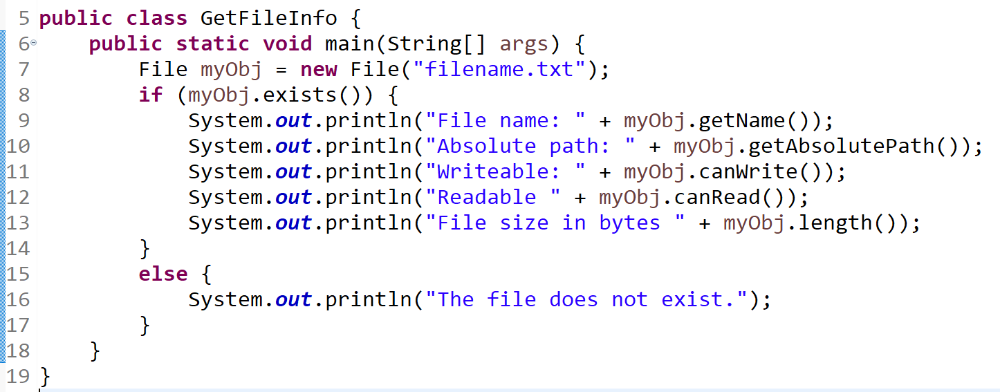 5 public class GetFileInfo {
6 public static void main(String[] args) {
7 File myObj = new File("filename.txt");
8 if (myObj.exists()) {
9 System.out.println("File name: " + myObj.getName());
10 System.out.println("Absolute path: " + myObj.getAbsolutePath());
11 System.out.println("Writeable: " + myObj.canWrite());
12 System.out.println("Readable " + myObj.canRead());
13 System.out.println("File size in bytes " + myObj.length());
14 }
15 else {
16 System.out.println("The file does not exist.");
17 }
18 }
19 }